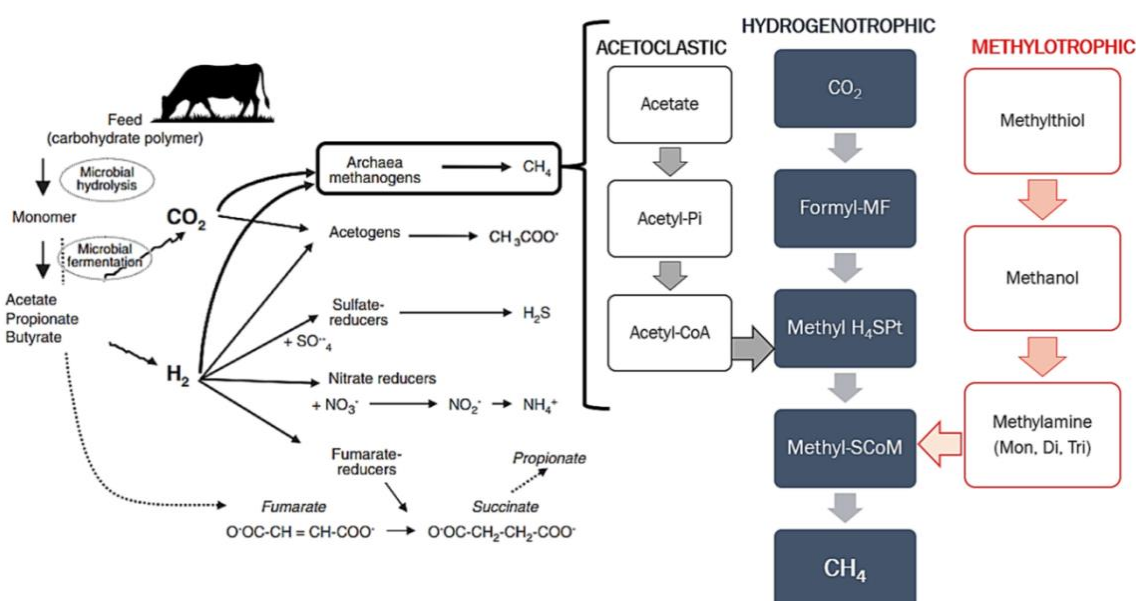 Feed
(carbohydrate polymer)
Microbial
hydrolysis
Monomer
Microbial
fermentation
Acetate
Propionate
Butyrate
CO₂
H₂
Archaea
methanogens
CH₄
Acetogens
CH₃COO⁻
Sulfate-
reducers
+ SO⁻⁻₄
H₂S
Nitrate reducers
+ NO₃⁻
NO₂⁻
NH₄⁺
Fumarate-
reducers
Propionate
Fumarate
Succinate
O⁻OC-CH = CH-COO⁻
O⁻OC-CH₂-CH₂-COO⁻
ACETOCLASTIC
Acetate
Acetyl-Pi
Acetyl-CoA
HYDROGENOTROPHIC
CO₂
Formyl-MF
Methyl H₄SPt
Methyl-SCoM
CH₄
METHYLOTROPHIC
Methylthiol
Methanol
Methylamine
(Mon, Di, Tri)